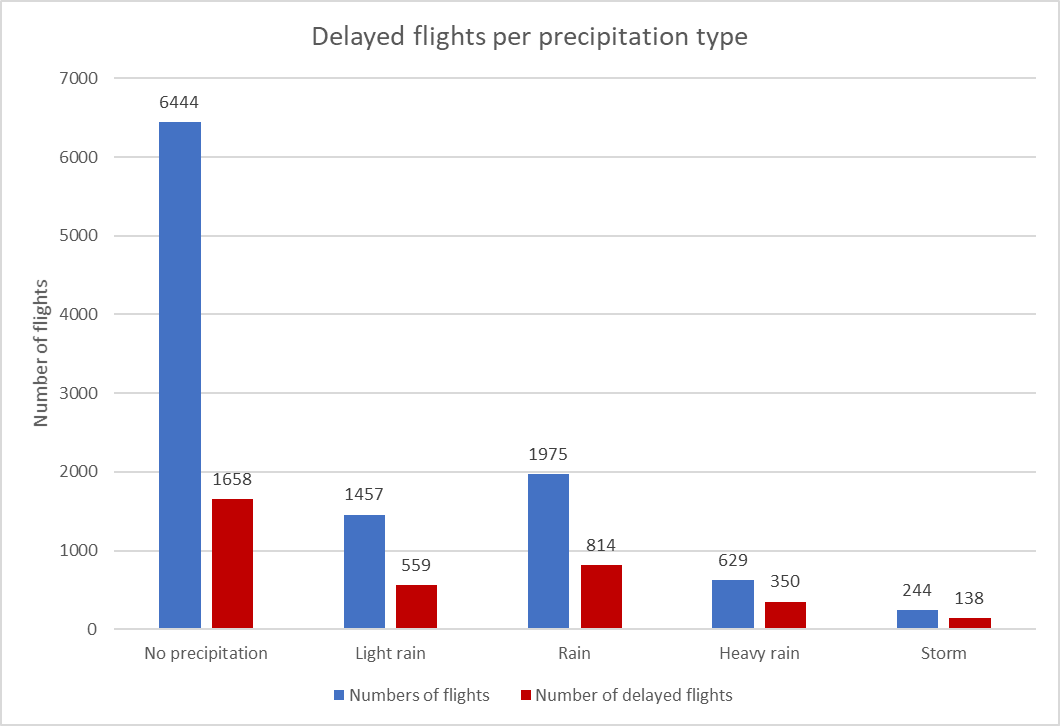 Delayed flights per precipitation type
7000
6000
5000
4000
3000
2000
1000
0
Number of flights
6444
1658
1457
559
1975
814
629
350
244
138
No precipitation
Light rain
Rain
Heavy rain
Storm
Numbers of flights
Number of delayed flights